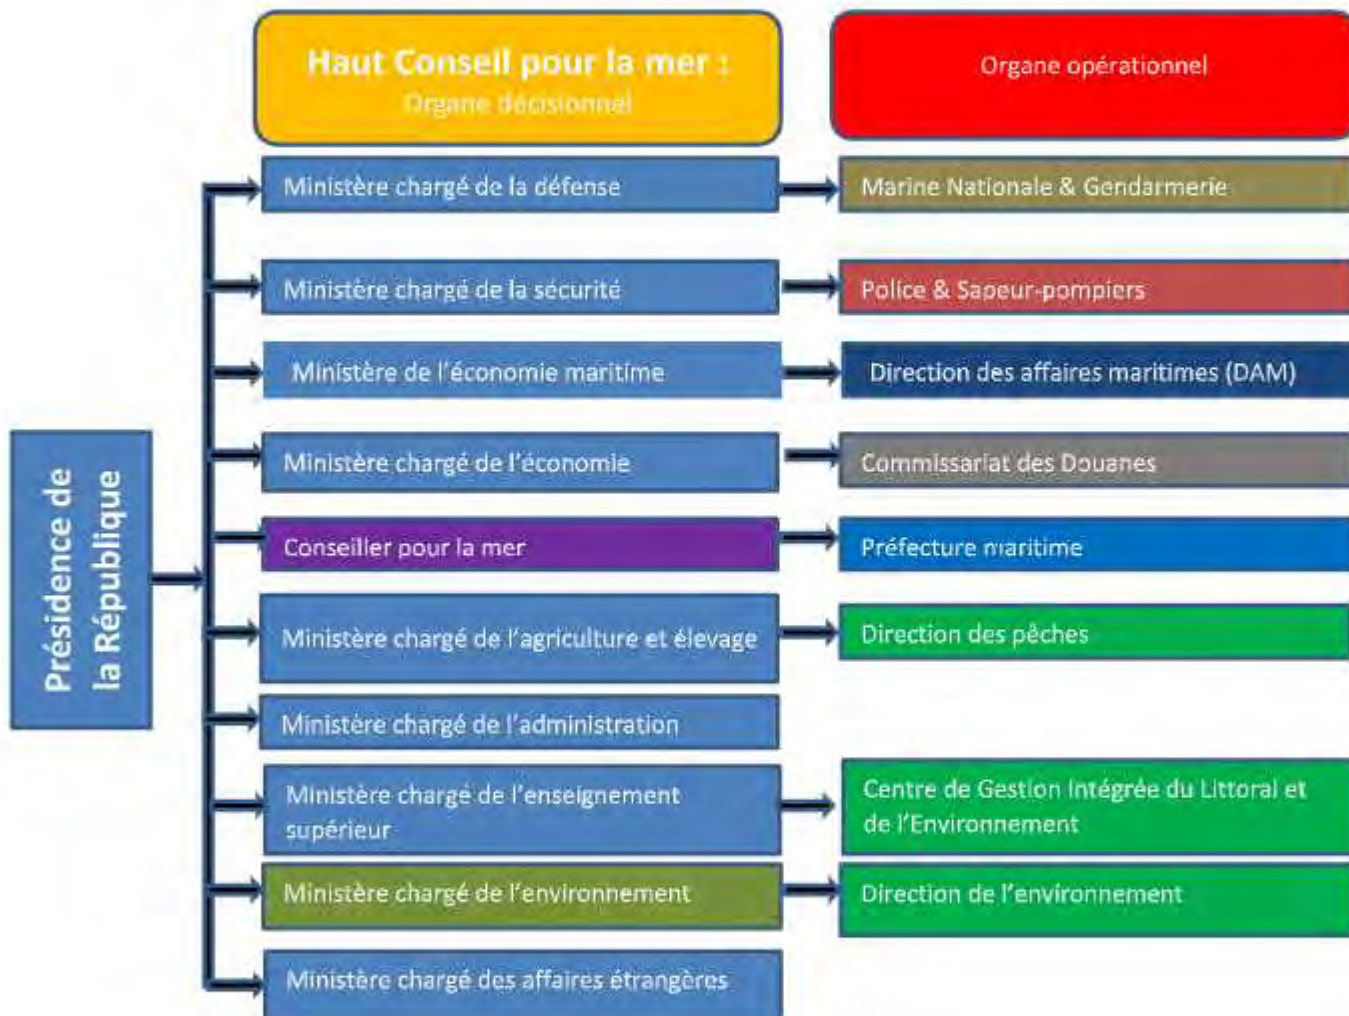 Haut Conseil pour la mer :
Organe décisionnel
Organe opérationnel
Présidence de
la République
Ministère chargé de la défense
Marine Nationale & Gendarmerie
Ministère chargé de la sécurité
Police & Sapeur-pompiers
Ministère de l'économie maritime
Direction des affaires maritimes (DAM)
Ministère chargé de l'économie
Commissariat des Douanes
Conseiller pour la mer
Préfecture maritime
Ministère chargé de l'agriculture et élevage
Direction des pêches
Ministère chargé de l'administration
Ministère chargé de l'enseignement
supérieur
Centre de Gestion Intégrée du Littoral et
de l'Environnement
Ministère chargé de l'environnement
Direction de l'environnement
Ministère chargé des affaires étrangères